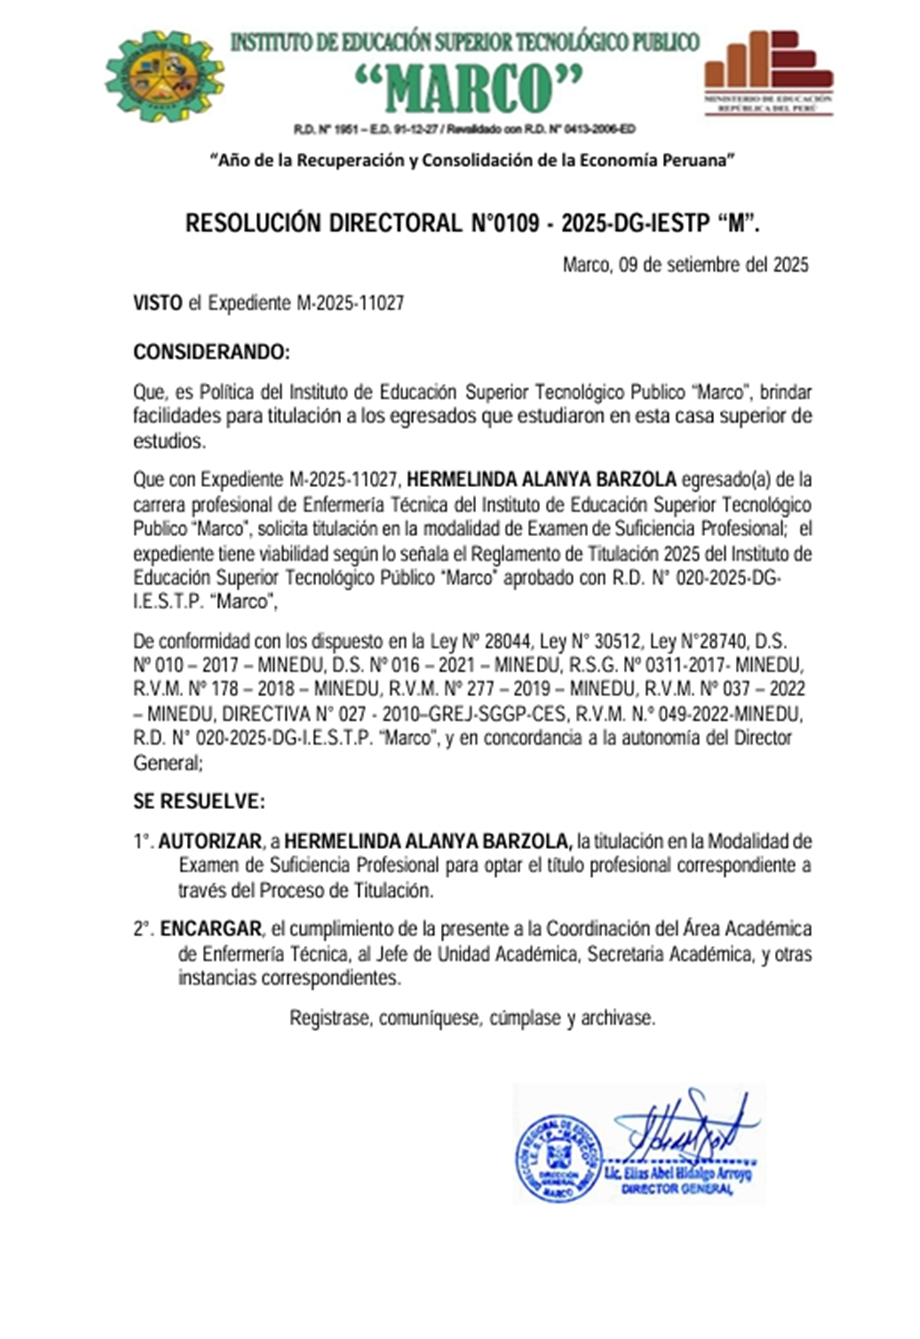 INSTITUTO DE EDUCACIÓN SUPERIOR TECNOLÓGICO PUBLICO
“MARCO”
MINISTERIO DE EDUCACIÓN
REPÚBLICA DEL PERÚ
R.D. N° 1951 – E.D. 91-12-27 / Revalidado con R.D. N° 0413-2006-ED
“Año de la Recuperación y Consolidación de la Economía Peruana”
RESOLUCIÓN DIRECTORAL N°0109 - 2025-DG-IESTP “M”.
Marco, 09 de setiembre del 2025
VISTO el Expediente M-2025-11027
CONSIDERANDO:
Que, es Política del Instituto de Educación Superior Tecnológico Publico “Marco”, brindar
facilidades para titulación a los egresados que estudiaron en esta casa superior de
estudios.
Que con Expediente M-2025-11027, HERMELINDA ALANYA BARZOLA egresado(a) de la
carrera profesional de Enfermería Técnica del Instituto de Educación Superior Tecnológico
Publico “Marco”, solicita titulación en la modalidad de Examen de Suficiencia Profesional; el
expediente tiene viabilidad según lo señala el Reglamento de Titulación 2025 del Instituto de
Educación Superior Tecnológico Público “Marco” aprobado con R.D. N° 020-2025-DG-
I.E.S.T.P. “Marco”,
De conformidad con los dispuesto en la Ley Nº 28044, Ley N° 30512, Ley N°28740, D.S.
Nº 010 – 2017 – MINEDU, D.S. Nº 016 – 2021 – MINEDU, R.S.G. Nº 0311-2017- MINEDU,
R.V.M. Nº 178 – 2018 – MINEDU, R.V.M. Nº 277 – 2019 – MINEDU, R.V.M. Nº 037 – 2022
– MINEDU, DIRECTIVA N° 027 - 2010–GREJ-SGGP-CES, R.V.M. N.º 049-2022-MINEDU,
R.D. N° 020-2025-DG-I.E.S.T.P. “Marco”, y en concordancia a la autonomía del Director
General;
SE RESUELVE:
1°. AUTORIZAR, a HERMELINDA ALANYA BARZOLA, la titulación en la Modalidad de
Examen de Suficiencia Profesional para optar el título profesional correspondiente a
través del Proceso de Titulación.
2°. ENCARGAR, el cumplimiento de la presente a la Coordinación del Área Académica
de Enfermería Técnica, al Jefe de Unidad Académica, Secretaria Académica, y otras
instancias correspondientes.
Registrase, comuníquese, cúmplase y archivase.
DIRECCIÓN REGIONAL DE EDUCACIÓN JUNIN
I.E.S.T.P. "MARCO"
DIRECCIÓN
GENERAL
MARCO
Lic. Elias Abel Hidalgo Arroyo
DIRECTOR GENERAL